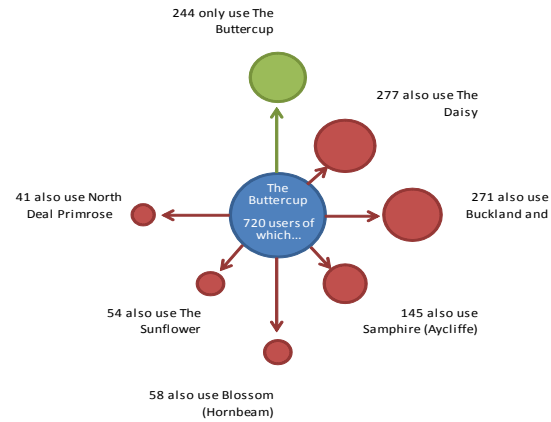 244 only use The
Buttercup
277 also use The
Daisy
The
Buttercup
720 users of
which...
41 also use North
Deal Primrose
271 also use
Buckland and
54 also use The
Sunflower
145 also use
Samphire (Aycliffe)
58 also use Blossom
(Hornbeam)